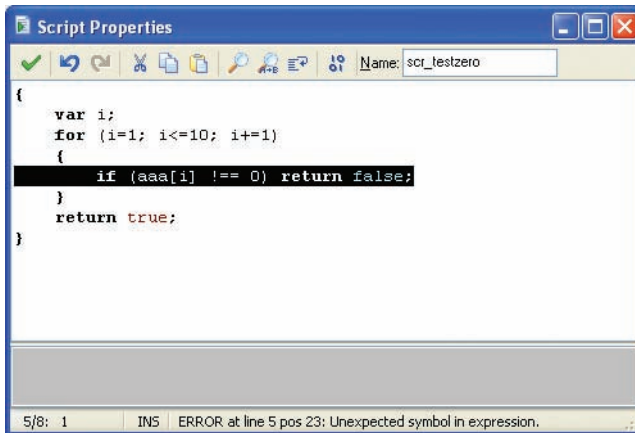 Script Properties
Name: scr_testzero
{
var i;
for (i=1; i<=10; i+=1)
{
if (aaa[i] !== 0) return false;
}
return true;
}
5/8: 1 INS ERROR at line 5 pos 23: Unexpected symbol in expression.